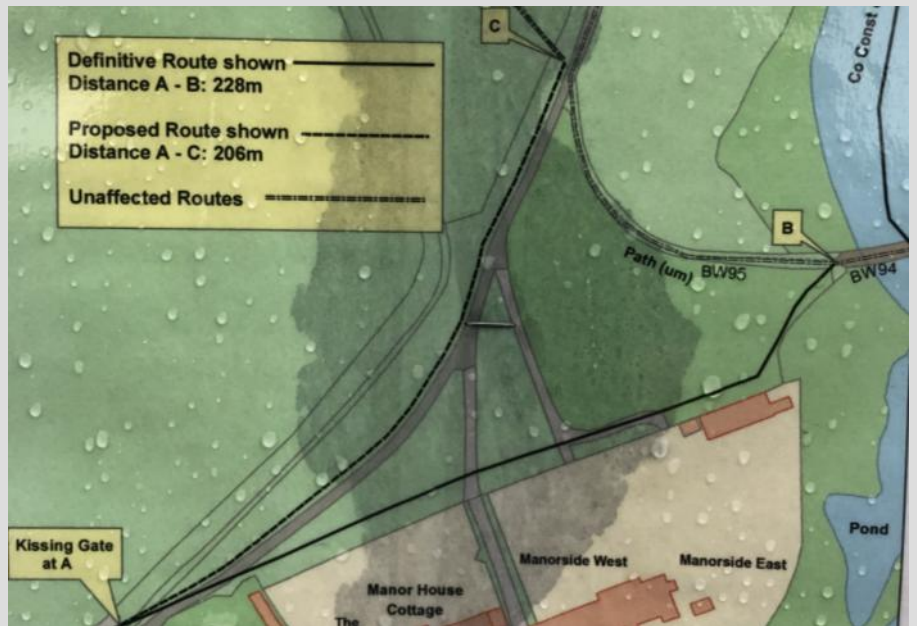 C
Definitive Route shown
Distance A - B: 228m
Proposed Route shown
Distance A - C: 206m
Unaffected Routes
Co Const
B
Path (um)
BW95
BW94
Kissing Gate
at A
Pond
Manorside West
Manorside East
Manor House
Cottage
The